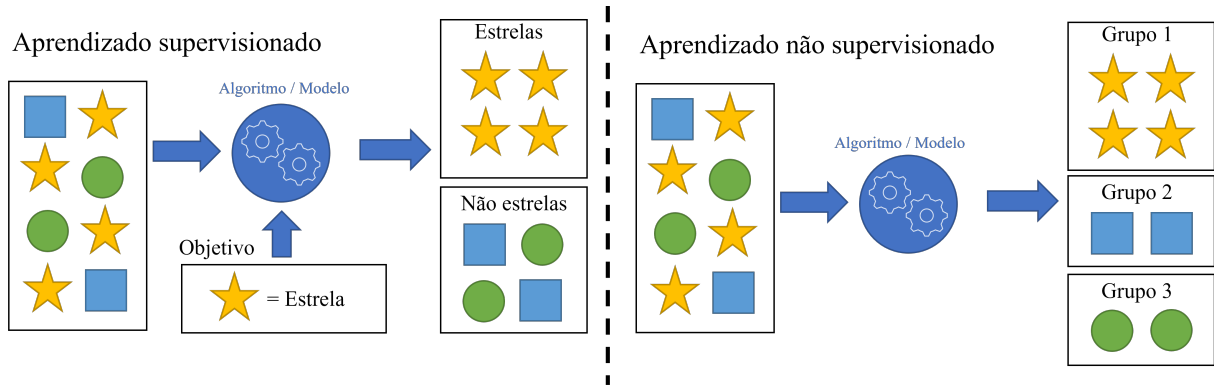 Aprendizado supervisionado
Algoritmo / Modelo
Objetivo
= Estrela
Estrelas
Não estrelas
Aprendizado não supervisionado
Algoritmo / Modelo
Grupo 1
Grupo 2
Grupo 3